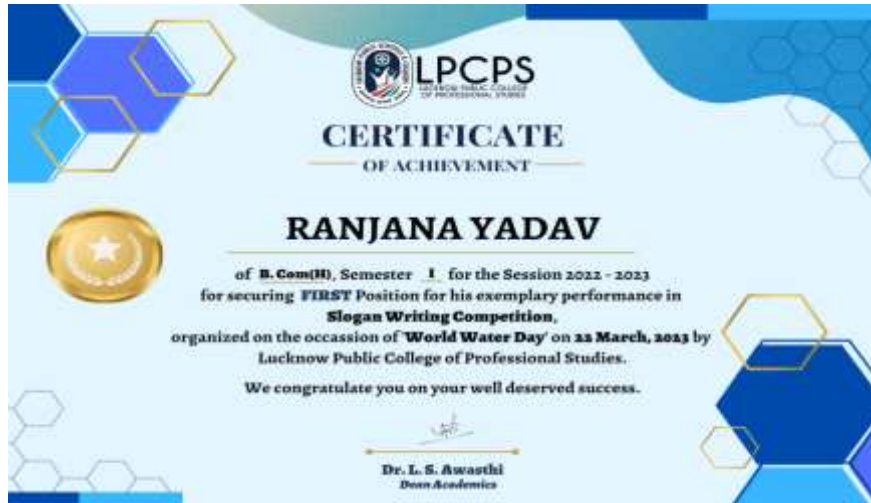 LPCPS
LUCKNOW PUBLIC COLLEGE
OF PROFESSIONAL STUDIES
CERTIFICATE
OF ACHIEVEMENT
RANJANA YADAV
of B. Com(H), Semester I for the Session 2022 - 2023
for securing FIRST Position for his exemplary performance in
Slogan Writing Competition,
organized on the occassion of 'World Water Day' on 22 March, 2023 by
Lucknow Public College of Professional Studies.
We congratulate you on your well deserved success.
Dr. L. S. Awasthi
Dean Academics